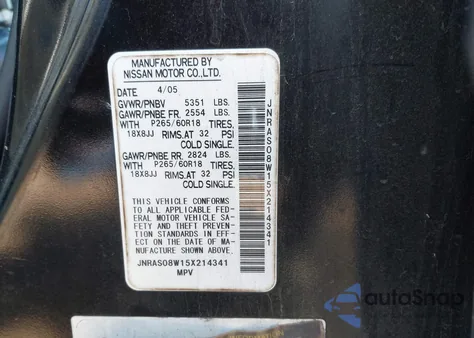 MANUFACTURED BY
NISSAN MOTOR CO.,LTD.
DATE 4/05
GVWR/PNBV 5351 LBS.
GAWR/PNBE FR. 2554 LBS.
WITH P265/60R18 TIRES,
18X8JJ RIMS,AT 32 PSI
COLD SINGLE.
GAWR/PNBE RR. 2824 LBS.
WITH P265/60R18 TIRES,
18X8JJ RIMS,AT 32 PSI
COLD SINGLE.
THIS VEHICLE CONFORMS
TO ALL APPLICABLE FED-
ERAL MOTOR VEHICLE SA-
FETY AND THEFT PREVEN-
TION STANDARDS IN EFF-
ECT ON THE DATE OF MA-
NUFACTURE SHOWN ABOVE.
JNRAS08W15X214341
MPV
JNRAS08W15X214341
autoSnap